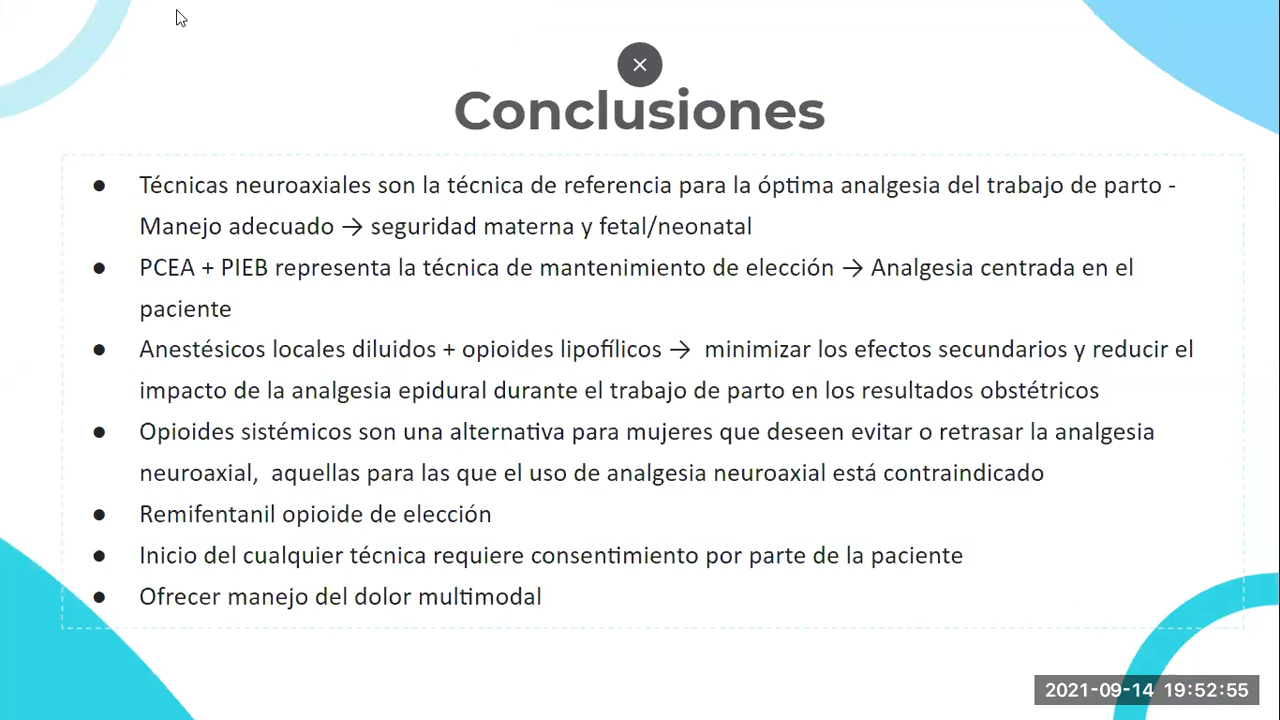 Conclusiones
● Técnicas neuroaxiales son la técnica de referencia para la óptima analgesia del trabajo de parto -
Manejo adecuado → seguridad materna y fetal/neonatal
● PCEA + PIEB representa la técnica de mantenimiento de elección → Analgesia centrada en el
paciente
● Anestésicos locales diluidos + opioides lipofílicos → minimizar los efectos secundarios y reducir el
impacto de la analgesia epidural durante el trabajo de parto en los resultados obstétricos
● Opioides sistémicos son una alternativa para mujeres que deseen evitar o retrasar la analgesia
neuroaxial, aquellas para las que el uso de analgesia neuroaxial está contraindicado
● Remifentanil opioide de elección
● Inicio del cualquier técnica requiere consentimiento por parte de la paciente
● Ofrecer manejo del dolor multimodal
2021-09-14 19:52:55